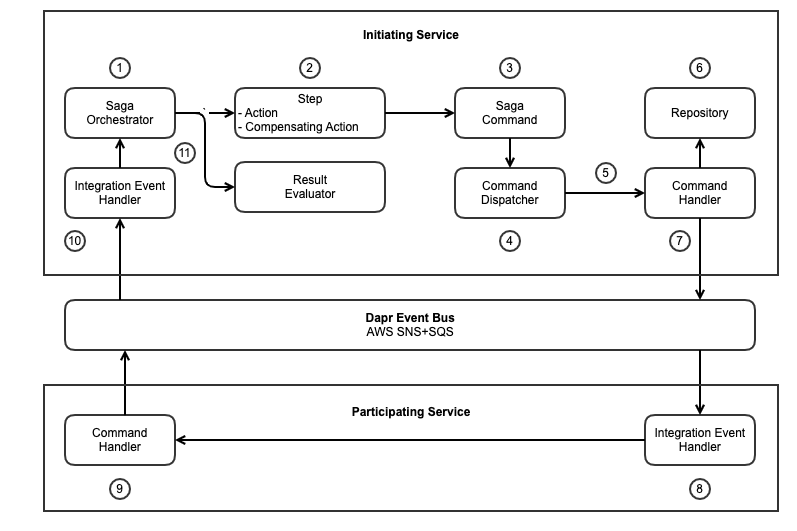 Initiating Service
1
2
3
6
Saga
Orchestrator
Step
- Action
- Compensating Action
Saga
Command
Repository
11
5
Integration Event
Handler
Result
Evaluator
Command
Dispatcher
Command
Handler
10
4
7
Dapr Event Bus
AWS SNS+SQS
Participating Service
Command
Handler
Integration Event
Handler
9
8